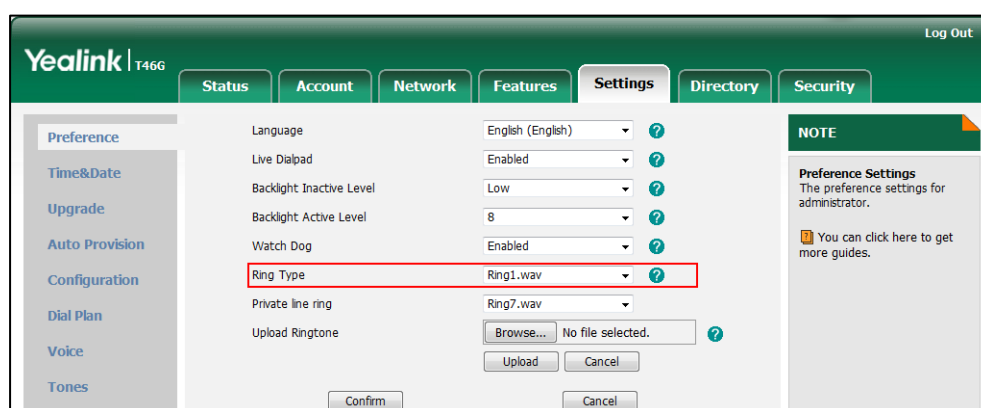 Log Out
Yealink | T46G
Status Account Network Features Settings Directory Security
Preference
Time&Date
Upgrade
Auto Provision
Configuration
Dial Plan
Voice
Tones
Language English (English) ?
Live Dialpad Enabled ?
Backlight Inactive Level Low ?
Backlight Active Level 8 ?
Watch Dog Enabled ?
Ring Type Ring1.wav ?
Private line ring Ring7.wav
Upload Ringtone Browse... No file selected. ?
Upload Cancel
Confirm Cancel
NOTE
Preference Settings
The preference settings for
administrator.
? You can click here to get
more guides.